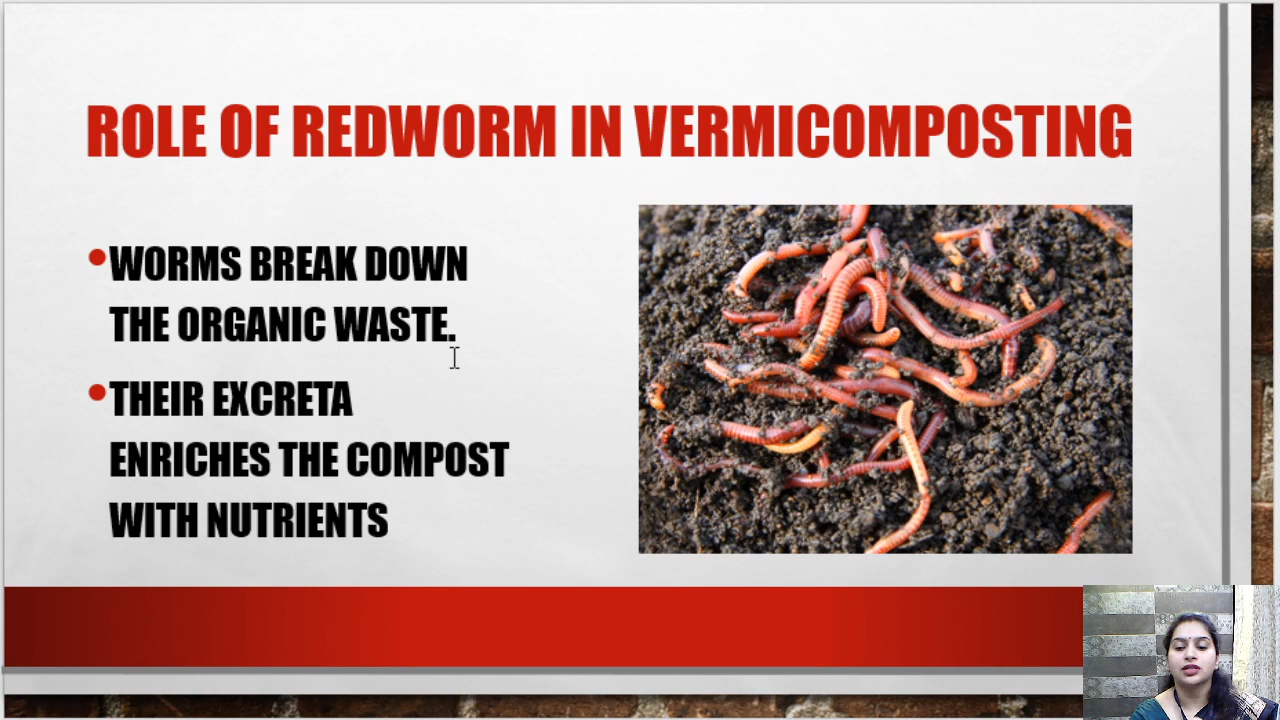 ROLE OF REDWORM IN VERMICOMPOSTING
•WORMS BREAK DOWN
THE ORGANIC WASTE.
•THEIR EXCRETA
ENRICHES THE COMPOST
WITH NUTRIENTS